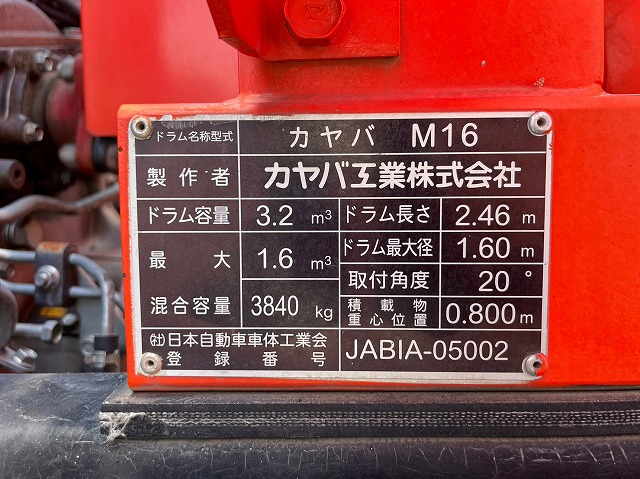 ドラム名称型式 カヤバ M16
製作者 カヤバ工業株式会社
ドラム容量 3.2 m³ ドラム長さ 2.46 m
最大 1.6 m³ ドラム最大径 1.60 m
取付角度 20 °
混合容量 3840 kg 積載物重心位置 0.800 m
㈳日本自動車車体工業会
登録番号 JABIA-05002